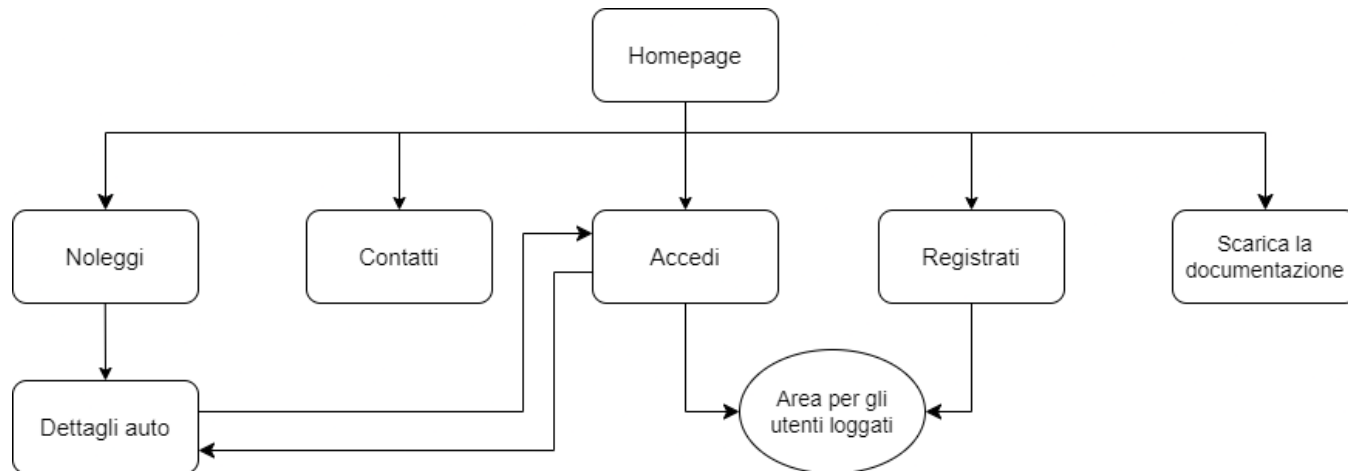 Homepage
Noleggi
Contatti
Accedi
Registrati
Scarica la
documentazione
Dettagli auto
Area per gli
utenti loggati